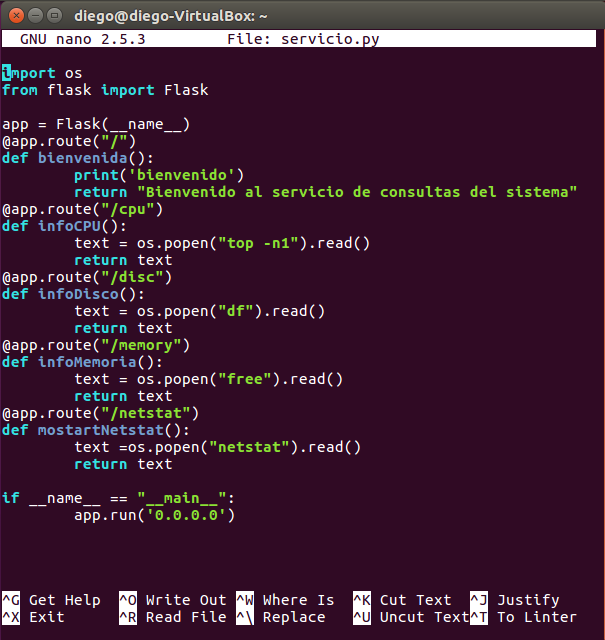 diego@diego-VirtualBox: ~
GNU nano 2.5.3 File: servicio.py
import os
from flask import Flask
app = Flask(__name__)
@app.route("/")
def bienvenida():
print('bienvenido')
return "Bienvenido al servicio de consultas del sistema"
@app.route("/cpu")
def infoCPU():
text = os.popen("top -n1").read()
return text
@app.route("/disc")
def infoDisco():
text = os.popen("df").read()
return text
@app.route("/memory")
def infoMemoria():
text = os.popen("free").read()
return text
@app.route("/netstat")
def mostartNetstat():
text =os.popen("netstat").read()
return text
if __name__ == "__main__":
app.run('0.0.0.0')
^G Get Help ^O Write Out ^W Where Is ^K Cut Text ^J Justify
^X Exit ^R Read File ^\ Replace ^U Uncut Text ^T To Linter